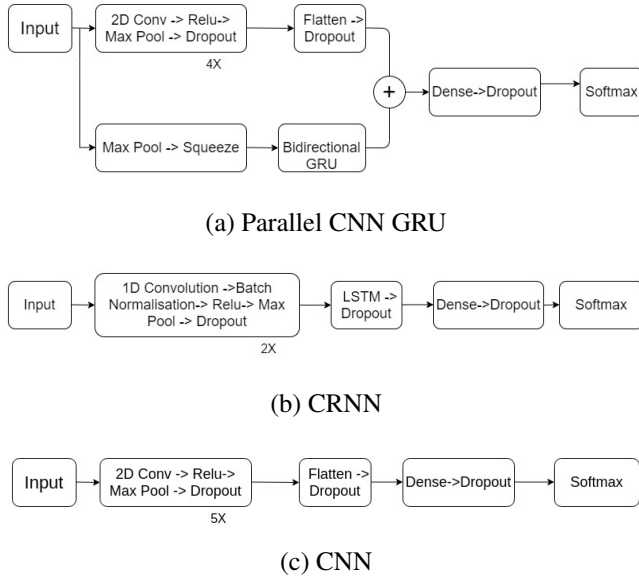 Input
2D Conv -> Relu->
Max Pool -> Dropout
4X
Flatten ->
Dropout
+
Dense->Dropout
Softmax
Max Pool -> Squeeze
Bidirectional
GRU
(a) Parallel CNN GRU
Input
1D Convolution ->Batch
Normalisation-> Relu-> Max
Pool -> Dropout
2X
LSTM ->
Dropout
Dense->Dropout
Softmax
(b) CRNN
Input
2D Conv -> Relu->
Max Pool -> Dropout
5X
Flatten ->
Dropout
Dense->Dropout
Softmax
(c) CNN